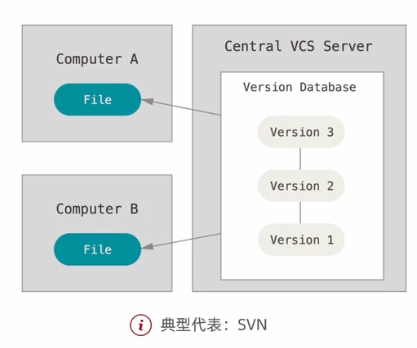 Computer A
File
Computer B
File
Central VCS Server
Version Database
Version 3
Version 2
Version 1
i 典型代表：SVN